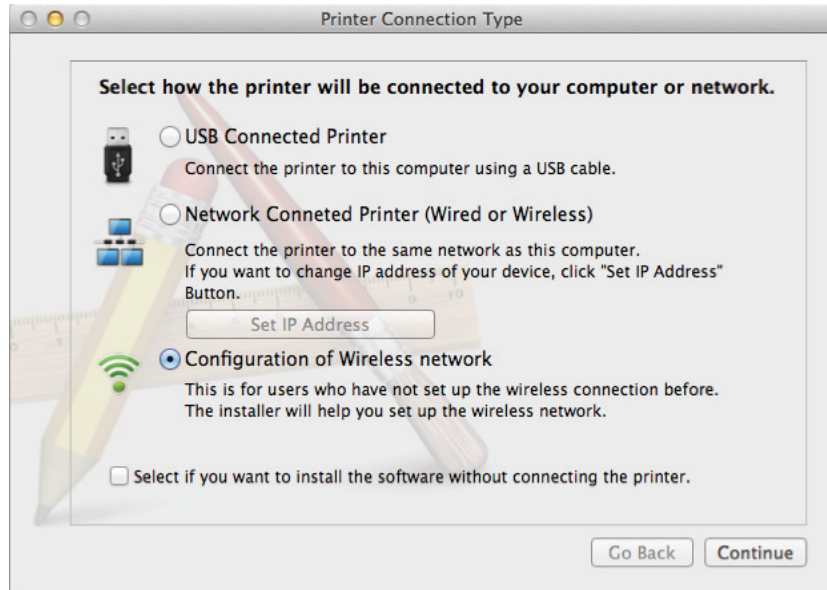 Printer Connection Type
Select how the printer will be connected to your computer or network.
USB Connected Printer
Connect the printer to this computer using a USB cable.
Network Conneted Printer (Wired or Wireless)
Connect the printer to the same network as this computer.
If you want to change IP address of your device, click "Set IP Address"
Button.
Set IP Address
Configuration of Wireless network
This is for users who have not set up the wireless connection before.
The installer will help you set up the wireless network.
Select if you want to install the software without connecting the printer.
Go Back Continue